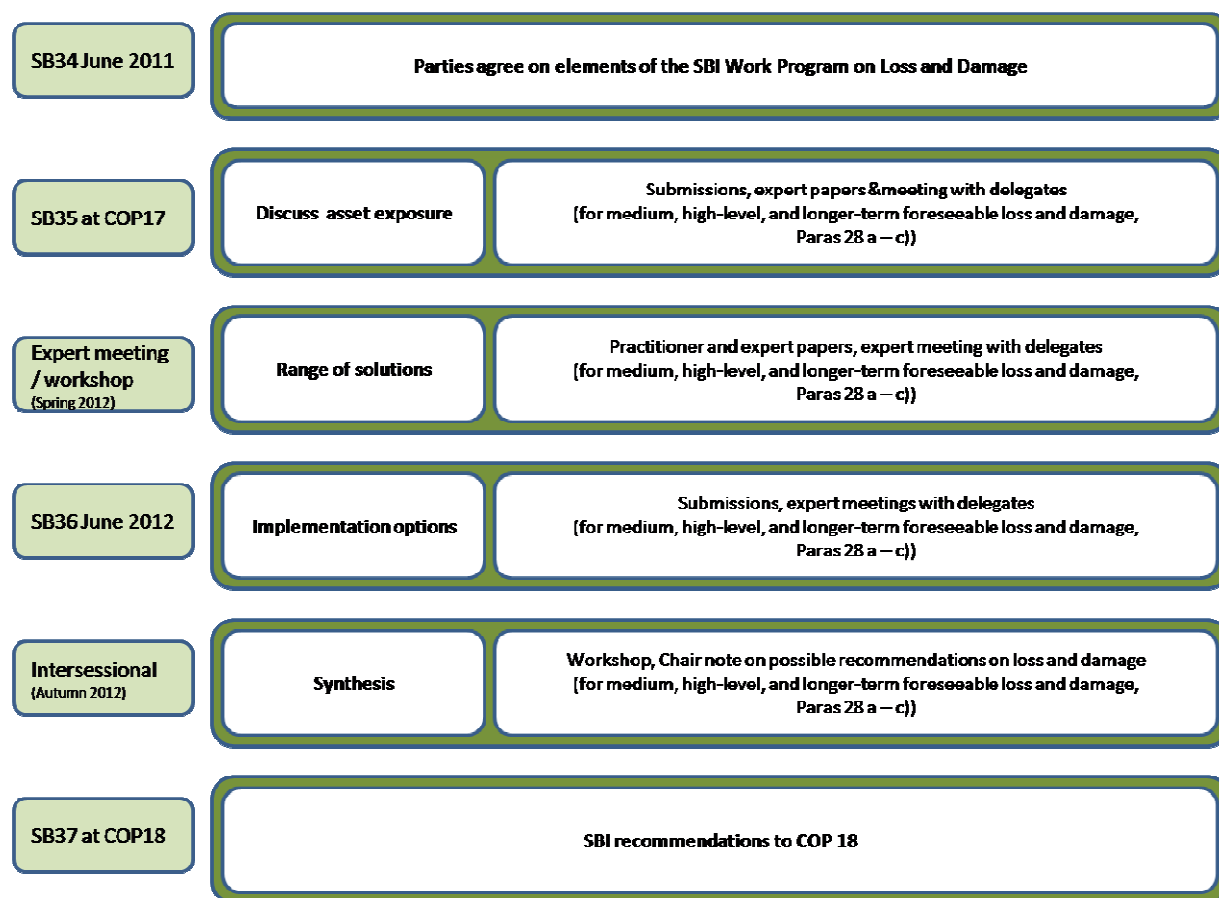 SB34 June 2011
Parties agree on elements of the SBI Work Program on Loss and Damage
SB35 at COP17
Discuss asset exposure
Submissions, expert papers &meeting with delegates
(for medium, high-level, and longer-term foreseeable loss and damage,
Paras 28 a – c))
Expert meeting
/ workshop
(Spring 2012)
Range of solutions
Practitioner and expert papers, expert meeting with delegates
(for medium, high-level, and longer-term foreseeable loss and damage,
Paras 28 a – c))
SB36 June 2012
Implementation options
Submissions, expert meetings with delegates
(for medium, high-level, and longer-term foreseeable loss and damage,
Paras 28 a – c))
Intersessional
(Autumn 2012)
Synthesis
Workshop, Chair note on possible recommendations on loss and damage
(for medium, high-level, and longer-term foreseeable loss and damage,
Paras 28 a – c))
SB37 at COP18
SBI recommendations to COP 18